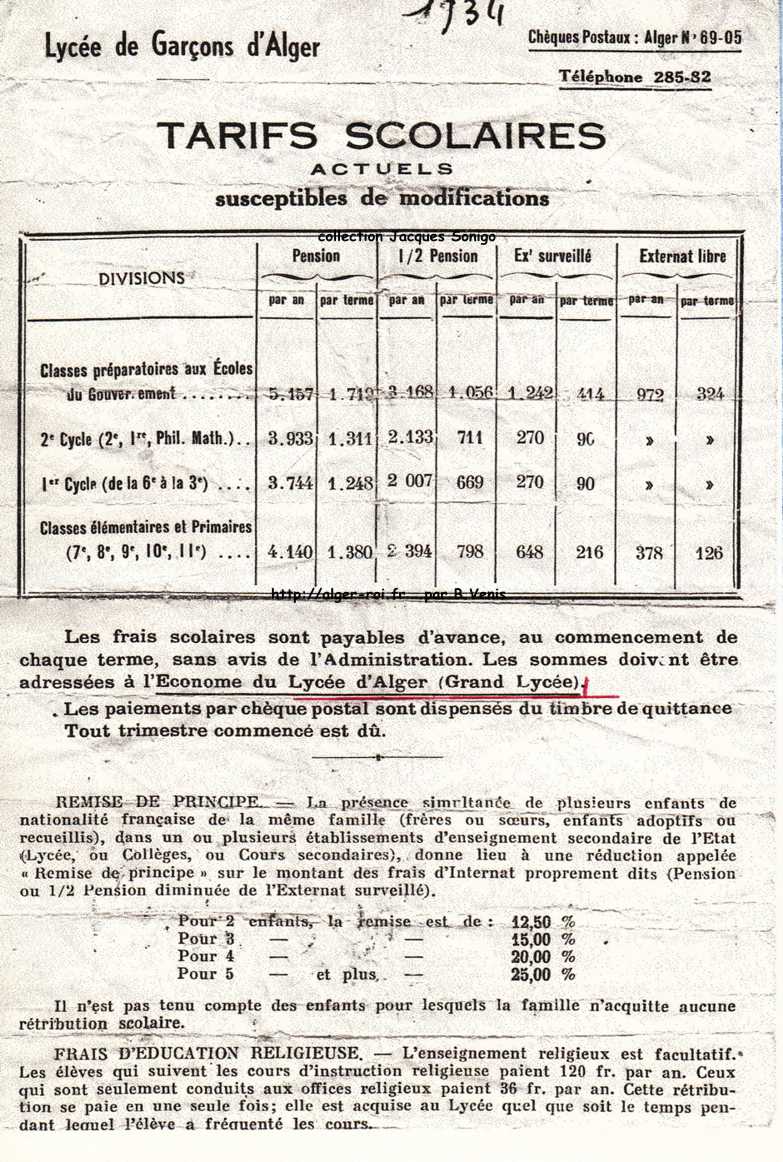 1934
Lycée de Garçons d'Alger
Chèques Postaux : Alger N° 69-05
Téléphone 285-82
TARIFS SCOLAIRES
ACTUELS
susceptibles de modifications
collection Jacques Sonigo
DIVISIONS Pension 1/2 Pension Ex' surveillé Externat libre
par an par terme par an par terme par an par terme par an par terme
Classes préparatoires aux Écoles
du Gouver.ement ........ 5.157 1.719 3.168 1.056 1.242 414 972 324
2e Cycle (2e, 1re, Phil. Math.).. 3.933 1.311 2.133 711 270 90 » »
1er Cycle (de la 6e à la 3e) .... 3.744 1.248 2 007 669 270 90 » »
Classes élémentaires et Primaires
(7e, 8e, 9e, 10e, 11e) .... 4.140 1.380 2 394 798 648 216 378 126
http://alger-roi.fr par B.Venis
Les frais scolaires sont payables d'avance, au commencement de
chaque terme, sans avis de l'Administration. Les sommes doivent être
adressées à l'Econome du Lycée d'Alger (Grand Lycée).
Les paiements par chèque postal sont dispensés du timbre de quittance
Tout trimestre commencé est dû.
REMISE DE PRINCIPE. — La présence simultanée de plusieurs enfants de
nationalité française de la même famille (frères ou sœurs, enfants adoptifs ou
recueillis), dans un ou plusieurs établissements d'enseignement secondaire de l'Etat
(Lycée, ou Collèges, ou Cours secondaires), donne lieu à une réduction appelée
« Remise de principe » sur le montant des frais d'Internat proprement dits (Pension
ou 1/2 Pension diminuée de l'Externat surveillé).
Pour 2 enfants, la remise est de : 12,50 %
Pour 3 — — 15,00 %
Pour 4 — — 20,00 %
Pour 5 — et plus, — 25,00 %
Il n'est pas tenu compte des enfants pour lesquels la famille n'acquitte aucune
rétribution scolaire.
FRAIS D'EDUCATION RELIGIEUSE. — L'enseignement religieux est facultatif.
Les élèves qui suivent les cours d'instruction religieuse paient 120 fr. par an. Ceux
qui sont seulement conduits aux offices religieux paient 36 fr. par an. Cette rétribu-
tion se paie en une seule fois; elle est acquise au Lycée quel que soit le temps pen-
dant lequel l'élève a fréquenté les cours.